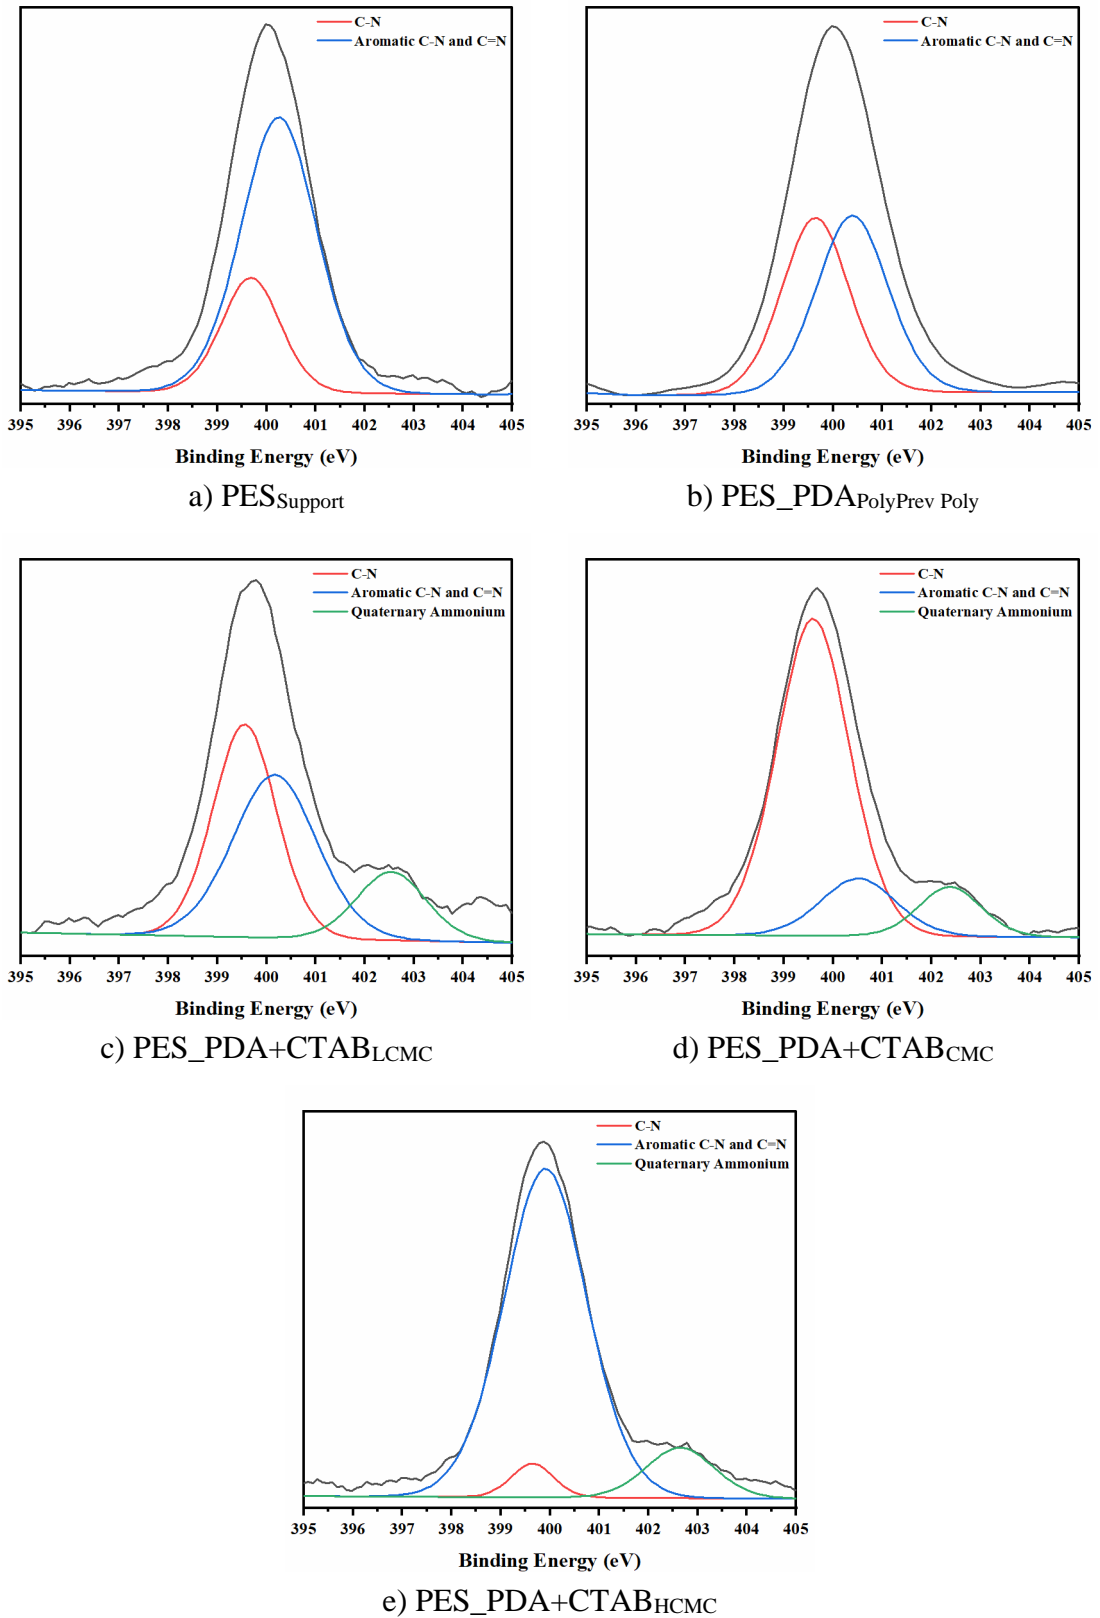 C-N
Aromatic C-N and C=N
395 396 397 398 399 400 401 402 403 404 405
Binding Energy (eV)
a) PESSupport
C-N
Aromatic C-N and C=N
395 396 397 398 399 400 401 402 403 404 405
Binding Energy (eV)
b) PES_PDAPolyPrev Poly
C-N
Aromatic C-N and C=N
Quaternary Ammonium
395 396 397 398 399 400 401 402 403 404 405
Binding Energy (eV)
c) PES_PDA+CTABLCMC
C-N
Aromatic C-N and C=N
Quaternary Ammonium
395 396 397 398 399 400 401 402 403 404 405
Binding Energy (eV)
d) PES_PDA+CTABCMC
C-N
Aromatic C-N and C=N
Quaternary Ammonium
395 396 397 398 399 400 401 402 403 404 405
Binding Energy (eV)
e) PES_PDA+CTABHCMC